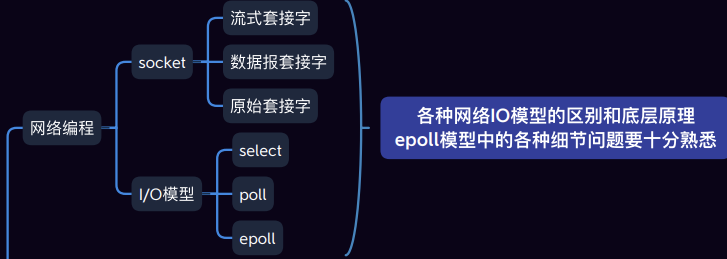 网络编程
socket
流式套接字
数据报套接字
原始套接字
I/O模型
select
poll
epoll
各种网络IO模型的区别和底层原理
epoll模型中的各种细节问题要十分熟悉